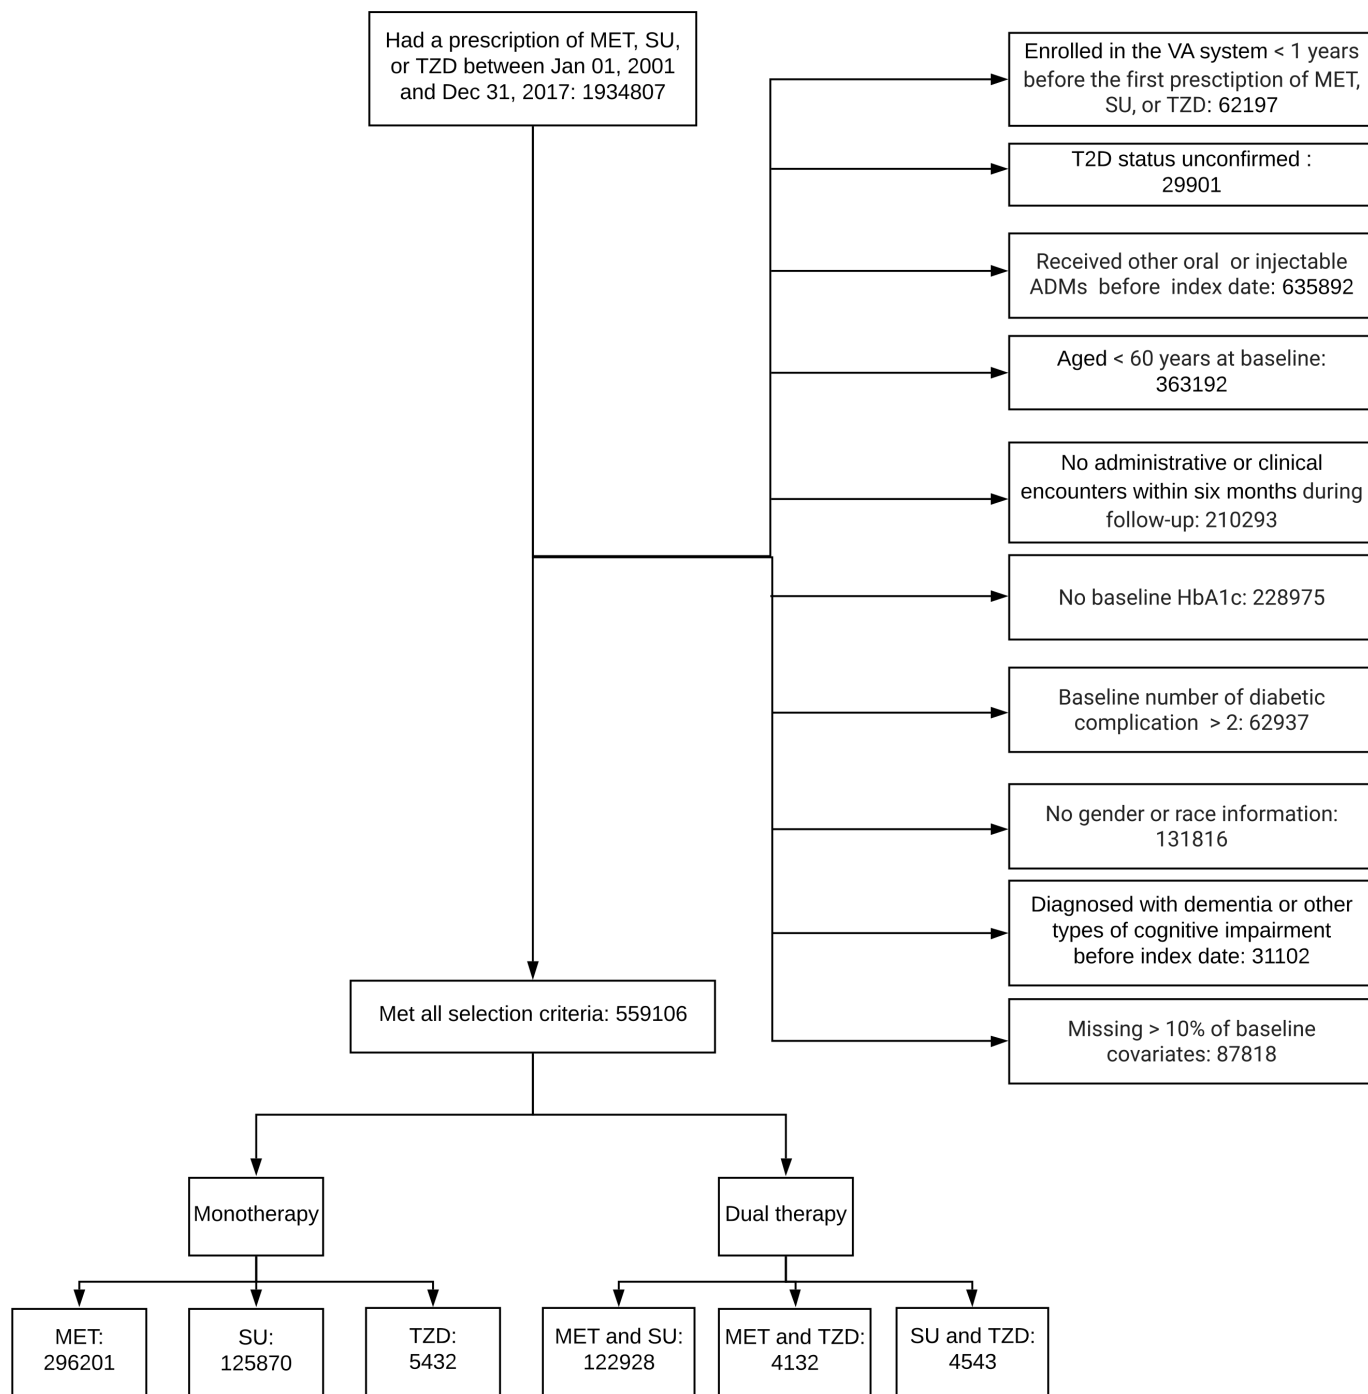 Had a prescription of MET, SU,
or TZD between Jan 01, 2001
and Dec 31, 2017: 1934807
Enrolled in the VA system < 1 years
before the first presctiption of MET,
SU, or TZD: 62197
T2D status unconfirmed :
29901
Received other oral or injectable
ADMs before index date: 635892
Aged < 60 years at baseline:
363192
No administrative or clinical
encounters within six months during
follow-up: 210293
No baseline HbA1c: 228975
Baseline number of diabetic
complication > 2: 62937
No gender or race information:
131816
Diagnosed with dementia or other
types of cognitive impairment
before index date: 31102
Missing > 10% of baseline
covariates: 87818
Met all selection criteria: 559106
Monotherapy
Dual therapy
MET:
296201
SU:
125870
TZD:
5432
MET and SU:
122928
MET and TZD:
4132
SU and TZD:
4543